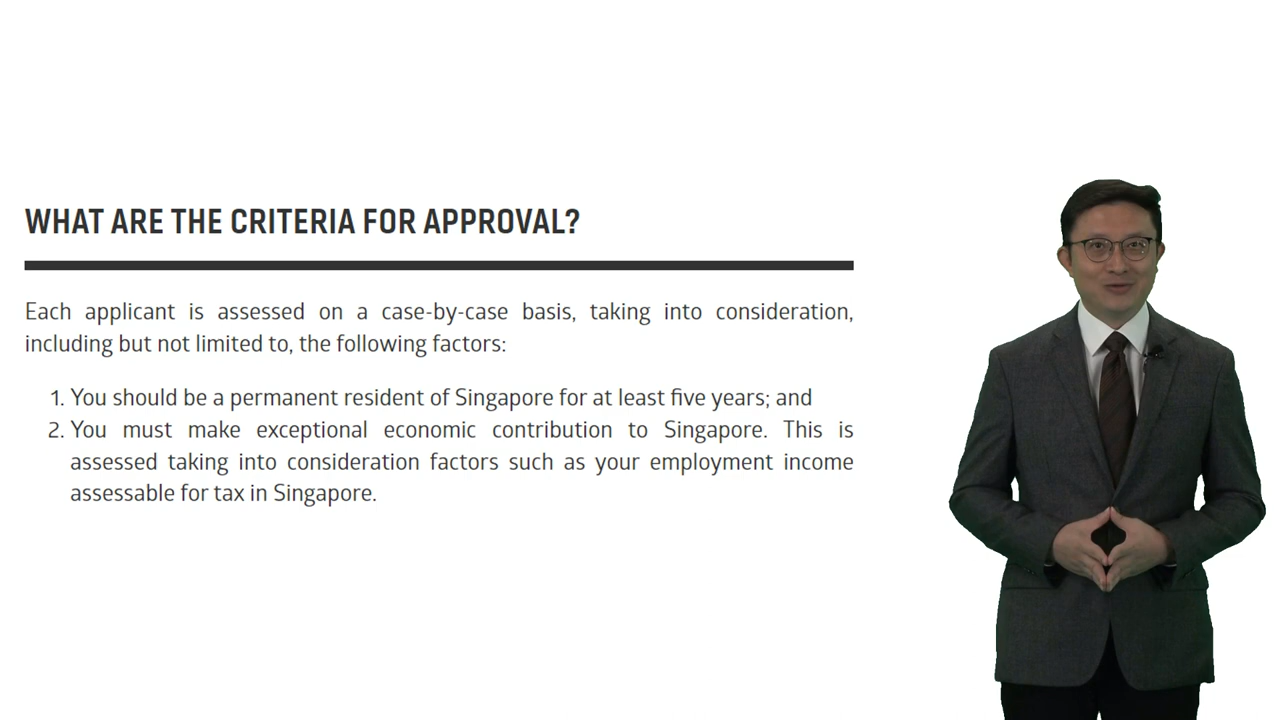 WHAT ARE THE CRITERIA FOR APPROVAL?
Each applicant is assessed on a case-by-case basis, taking into consideration,
including but not limited to, the following factors:
1. You should be a permanent resident of Singapore for at least five years; and
2. You must make exceptional economic contribution to Singapore. This is
assessed taking into consideration factors such as your employment income
assessable for tax in Singapore.